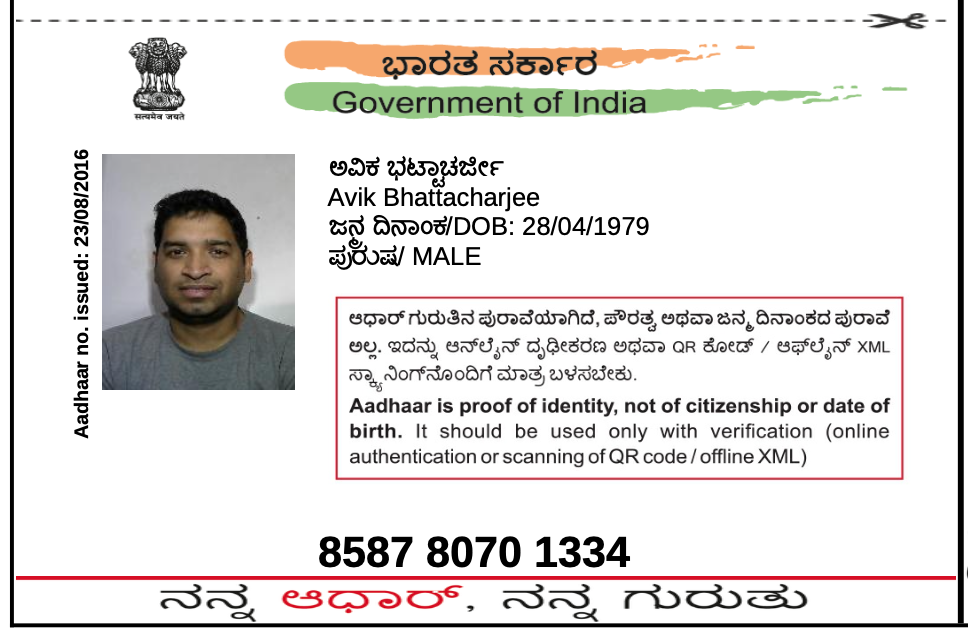 ಭಾರತ ಸರ್ಕಾರ
Government of India
सत्यमेव जयते
Aadhaar no. issued: 23/08/2016
ಅವಿಕ ಭಟ್ಟಾಚರ್ಜೀ
Avik Bhattacharjee
ಜನ್ಮ ದಿನಾಂಕ/DOB: 28/04/1979
ಪುರುಷ/ MALE
ಆಧಾರ್ ಗುರುತಿನ ಪುರಾವೆಯಾಗಿದೆ, ಪೌರತ್ವ ಅಥವಾ ಜನ್ಮ ದಿನಾಂಕದ ಪುರಾವೆ
ಅಲ್ಲ. ಇದನ್ನು ಆನ್‌ಲೈನ್ ದೃಢೀಕರಣ ಅಥವಾ QR ಕೋಡ್ / ಆಫ್‌ಲೈನ್ XML
ಸ್ಕ್ಯಾನಿಂಗ್‌ನೊಂದಿಗೆ ಮಾತ್ರ ಬಳಸಬೇಕು.
Aadhaar is proof of identity, not of citizenship or date of
birth. It should be used only with verification (online
authentication or scanning of QR code / offline XML)
8587 8070 1334
ನನ್ನ ಆಧಾರ್, ನನ್ನ ಗುರುತು